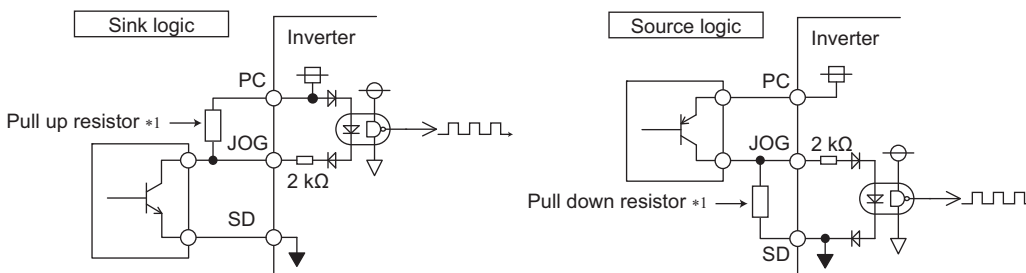 Sink logic
Inverter
PC
Pull up resistor *1
JOG
2 kΩ
SD
Source logic
Inverter
PC
JOG
2 kΩ
Pull down resistor *1
SD